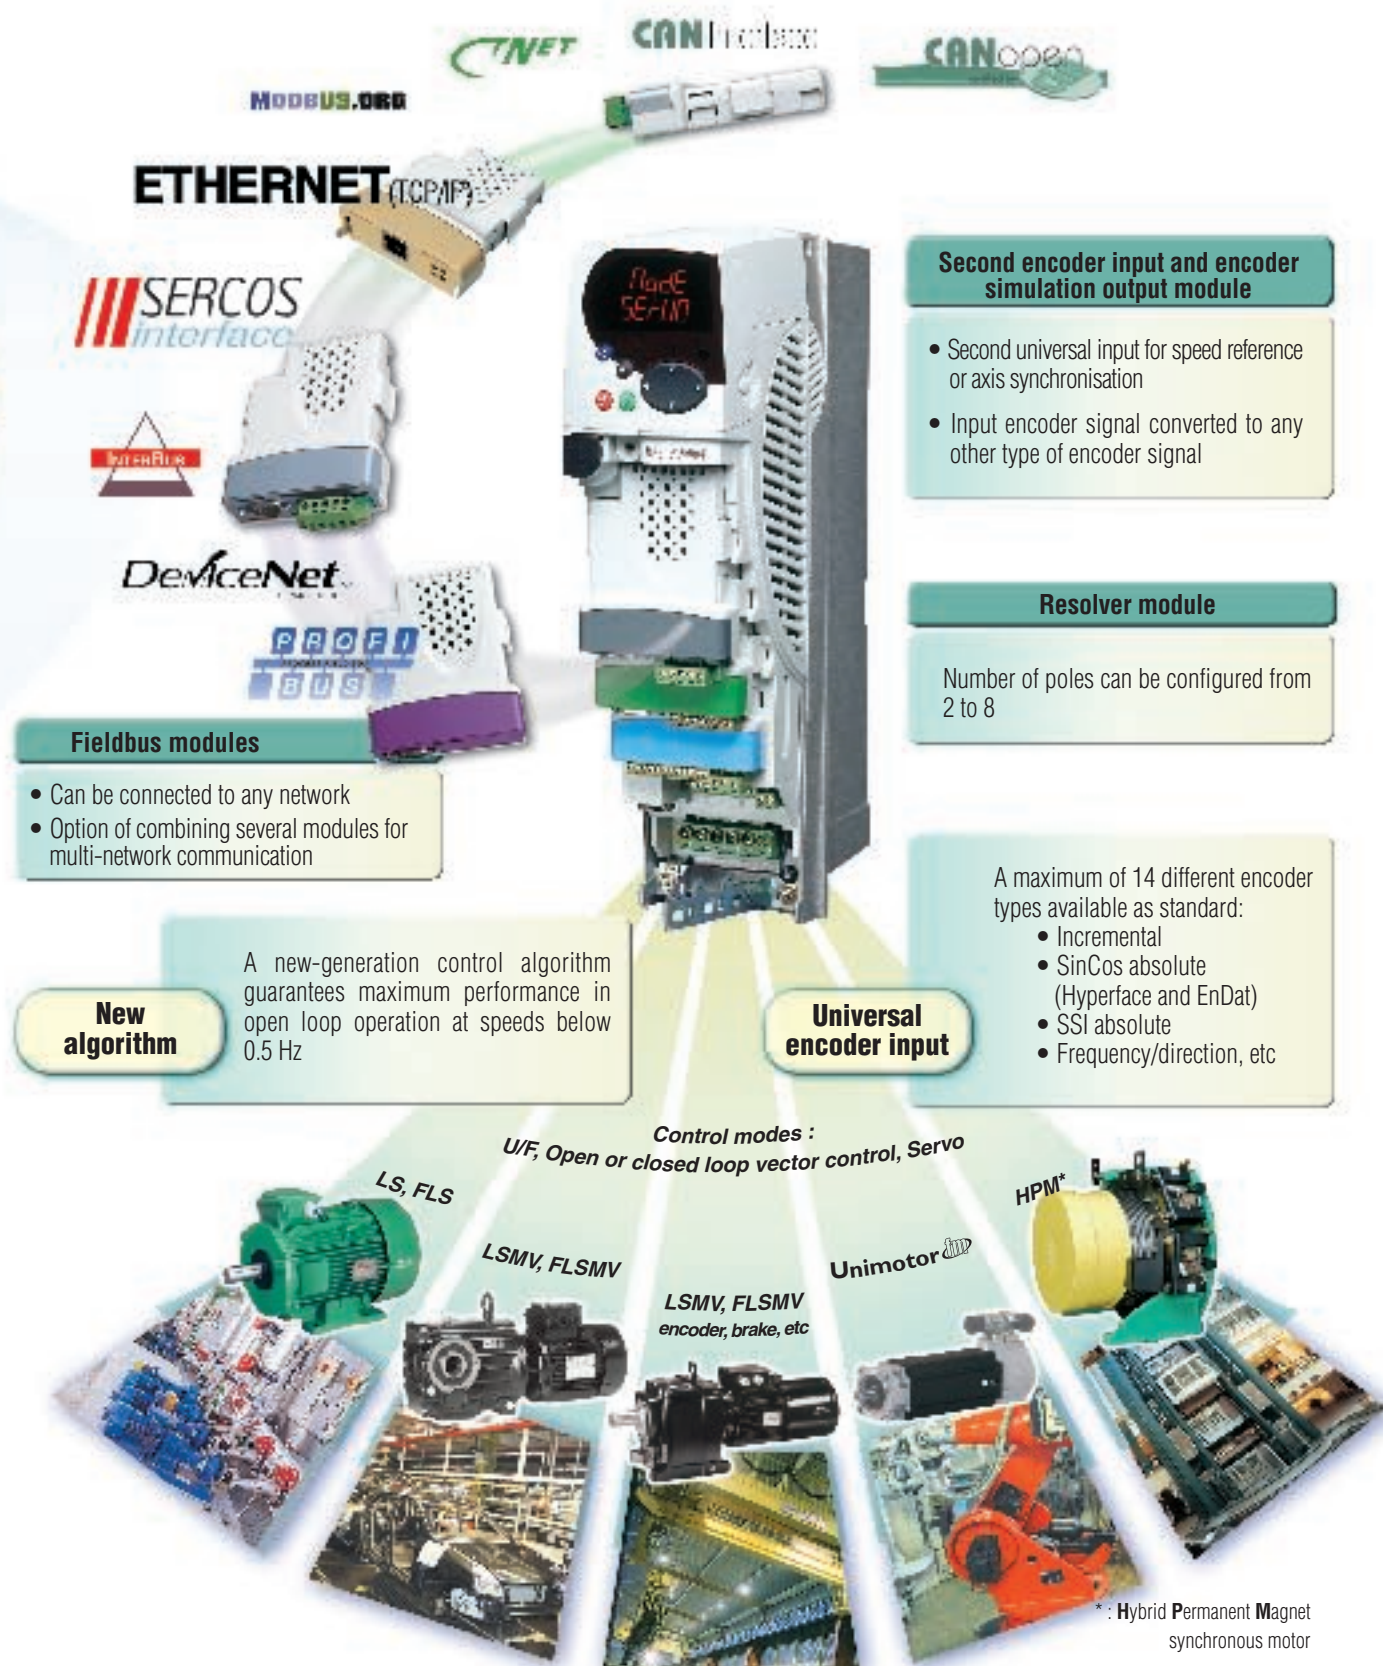 CTNET
CAN
CANopen
MODBUS.ORG
ETHERNET (TCP/IP)
SERCOS
interface
INTERBUS
DeviceNet
PROFI
BUS
Mode
SErUO
Second encoder input and encoder
simulation output module
• Second universal input for speed reference
or axis synchronisation
• Input encoder signal converted to any
other type of encoder signal
Resolver module
Number of poles can be configured from
2 to 8
Fieldbus modules
• Can be connected to any network
• Option of combining several modules for
multi-network communication
New
algorithm
A new-generation control algorithm
guarantees maximum performance in
open loop operation at speeds below
0.5 Hz
Universal
encoder input
A maximum of 14 different encoder
types available as standard:
• Incremental
• SinCos absolute
(Hyperface and EnDat)
• SSI absolute
• Frequency/direction, etc
Control modes :
U/F, Open or closed loop vector control, Servo
LS, FLS
LSMV, FLSMV
LSMV, FLSMV
encoder, brake, etc
Unimotor fm
HPM*
* : Hybrid Permanent Magnet
synchronous motor